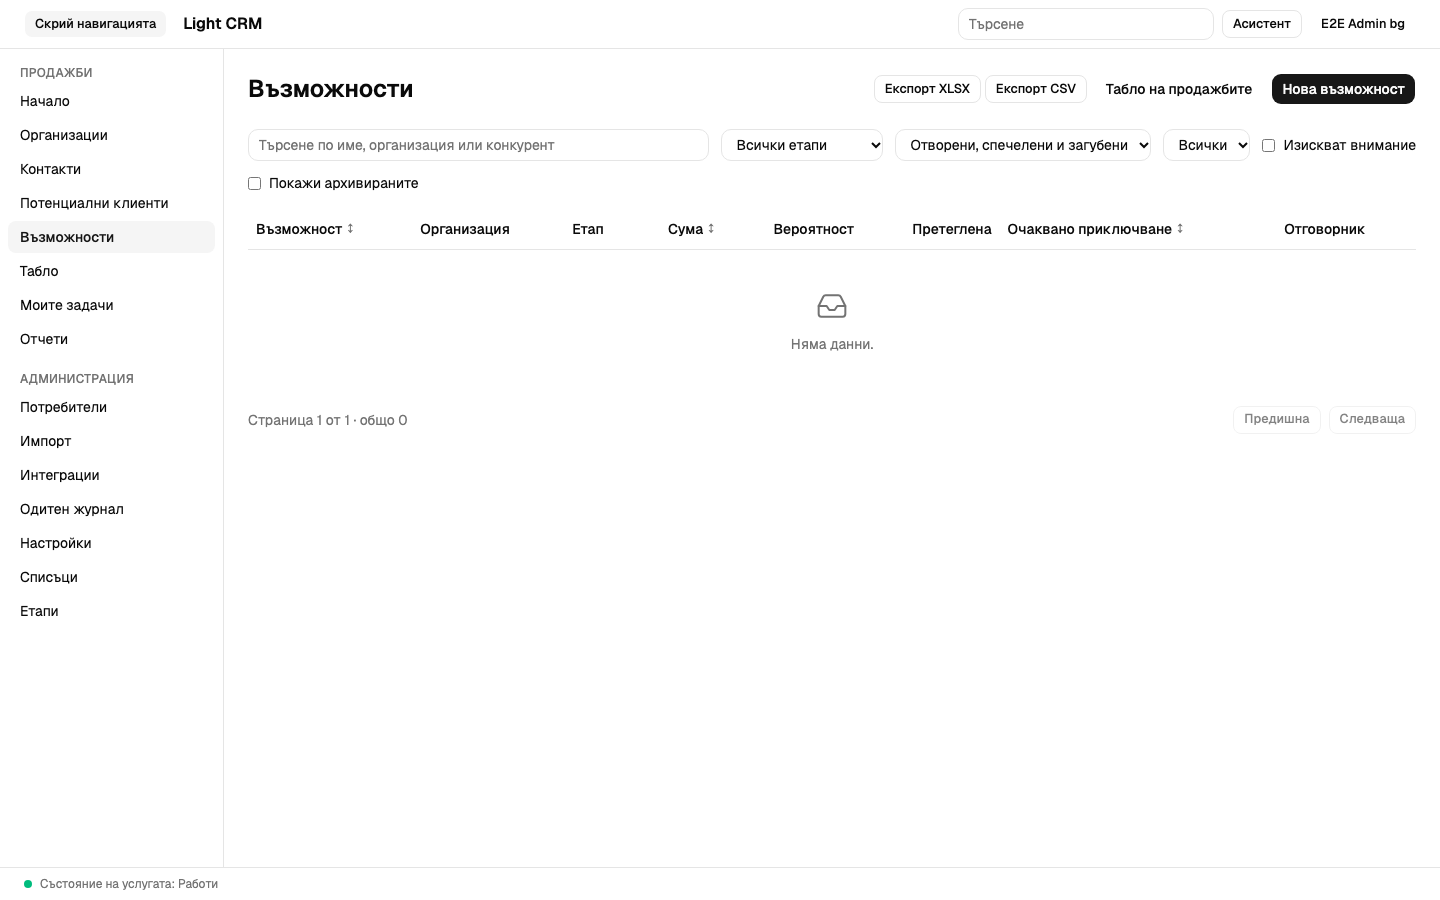 Скрий навигацията
Light CRM
Търсене
Асистент
E2E Admin bg
ПРОДАЖБИ
Начало
Организации
Контакти
Потенциални клиенти
Възможности
Табло
Моите задачи
Отчети
АДМИНИСТРАЦИЯ
Потребители
Импорт
Интеграции
Одитен журнал
Настройки
Списъци
Етапи
Възможности
Експорт XLSX
Експорт CSV
Табло на продажбите
Нова възможност
Търсене по име, организация или конкурент
Всички етапи
Отворени, спечелени и загубени
Всички
Изискват внимание
Покажи архивираните
Възможност ↕ Организация Етап Сума ↕ Вероятност Претеглена Очаквано приключване ↕ Отговорник
Няма данни.
Страница 1 от 1 · общо 0
Предишна
Следваща
Състояние на услугата: Работи